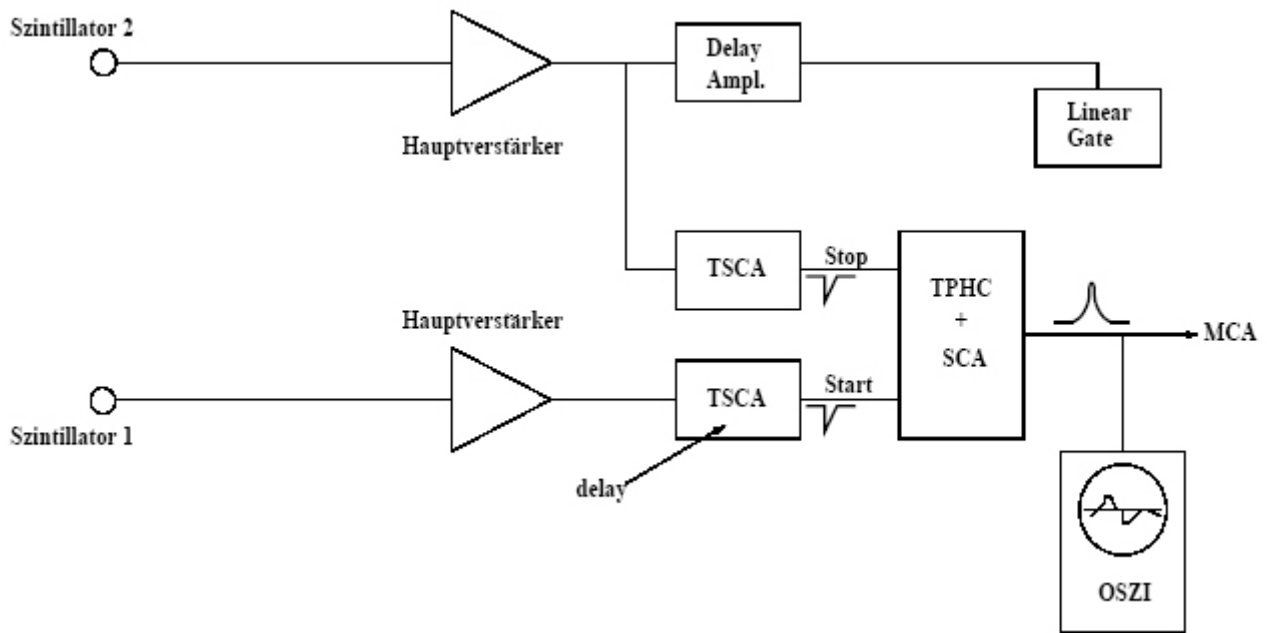 Szintillator 2
Delay
Ampl.
Linear
Gate
Hauptverstärker
TSCA
Stop
TPHC
+
SCA
MCA
Hauptverstärker
TSCA
Start
Szintillator 1
delay
OSZI